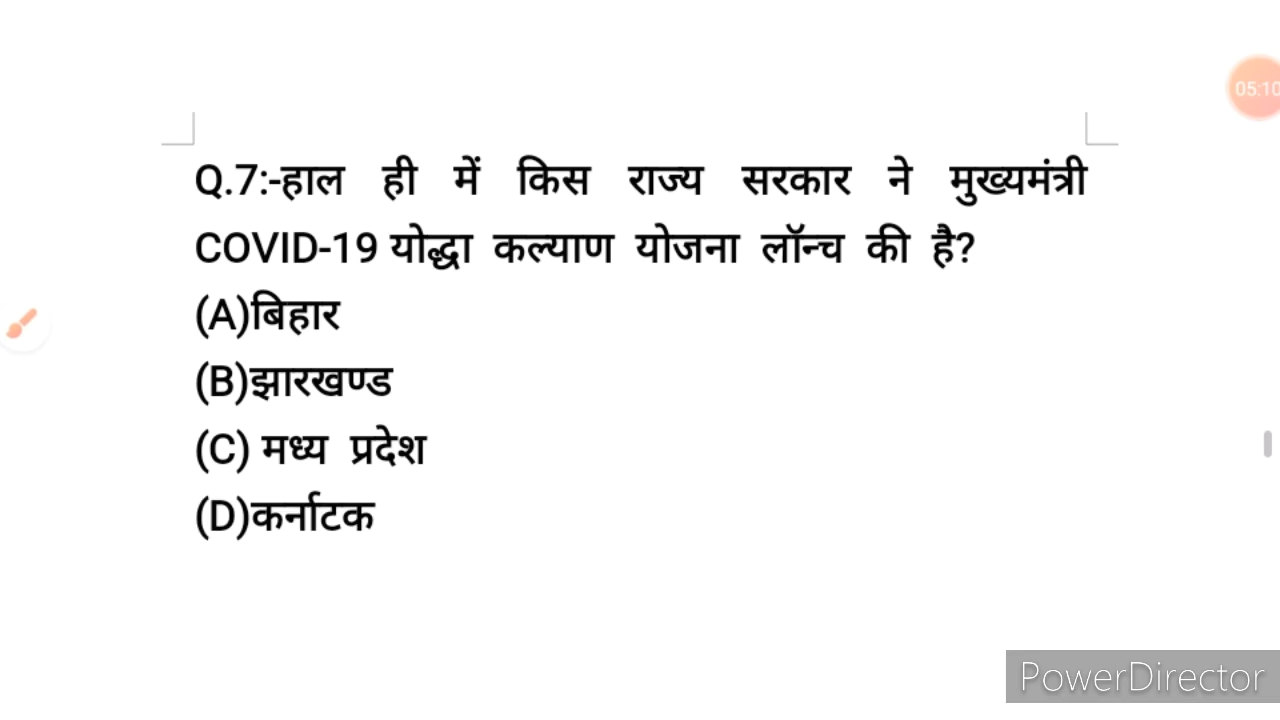 05:10
Q.7:-हाल ही में किस राज्य सरकार ने मुख्यमंत्री
COVID-19 योद्धा कल्याण योजना लॉन्च की है?
(A)बिहार
(B)झारखण्ड
(C) मध्य प्रदेश
(D)कर्नाटक
PowerDirector